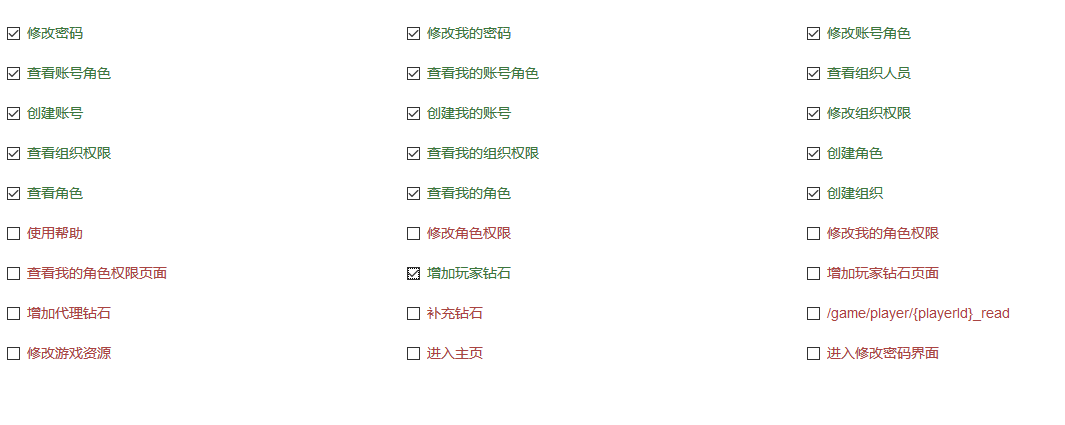 修改密码 修改我的密码 修改账号角色
查看账号角色 查看我的账号角色 查看组织人员
创建账号 创建我的账号 修改组织权限
查看组织权限 查看我的组织权限 创建角色
查看角色 查看我的角色 创建组织
使用帮助 修改角色权限 修改我的角色权限
查看我的角色权限页面 增加玩家钻石 增加玩家钻石页面
增加代理钻石 补充钻石 /game/player/{playerId}_read
修改游戏资源 进入主页 进入修改密码界面